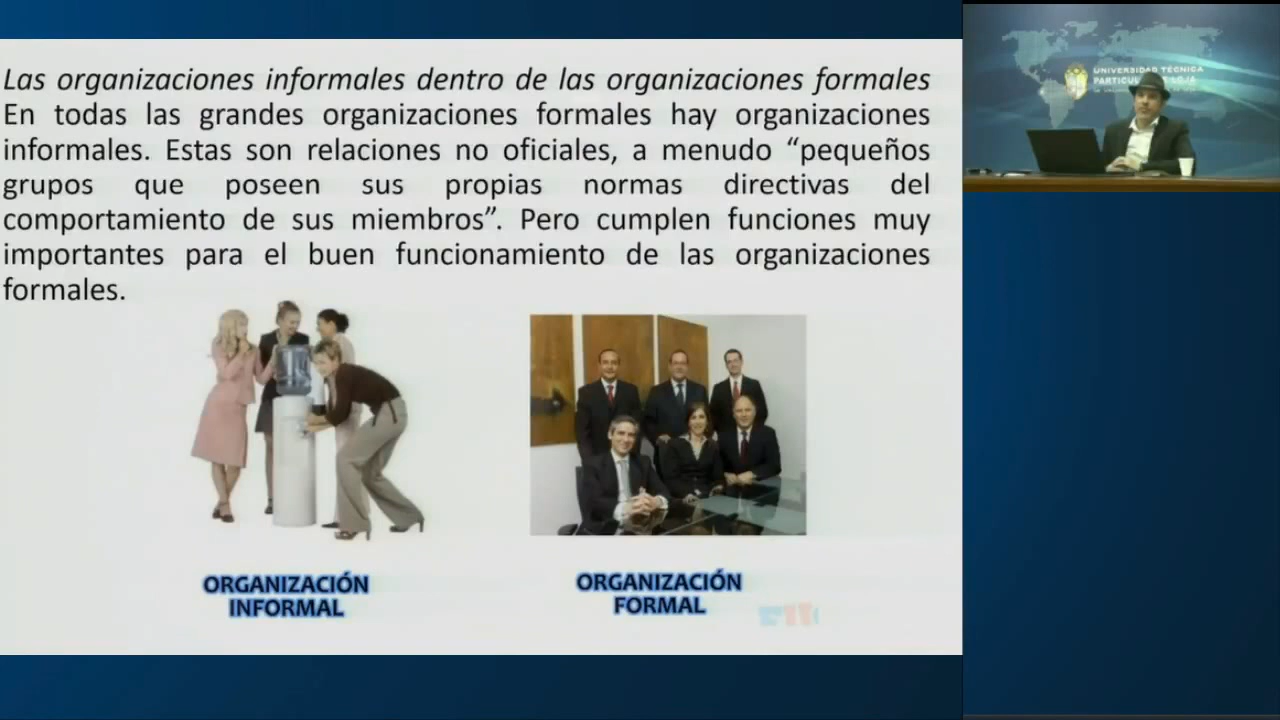 Las organizaciones informales dentro de las organizaciones formales
En todas las grandes organizaciones formales hay organizaciones
informales. Estas son relaciones no oficiales, a menudo “pequeños
grupos que poseen sus propias normas directivas del
comportamiento de sus miembros”. Pero cumplen funciones muy
importantes para el buen funcionamiento de las organizaciones
formales.
ORGANIZACIÓN
INFORMAL
ORGANIZACIÓN
FORMAL
UNIVERSIDAD TÉCNICA
PARTICULAR LOJA